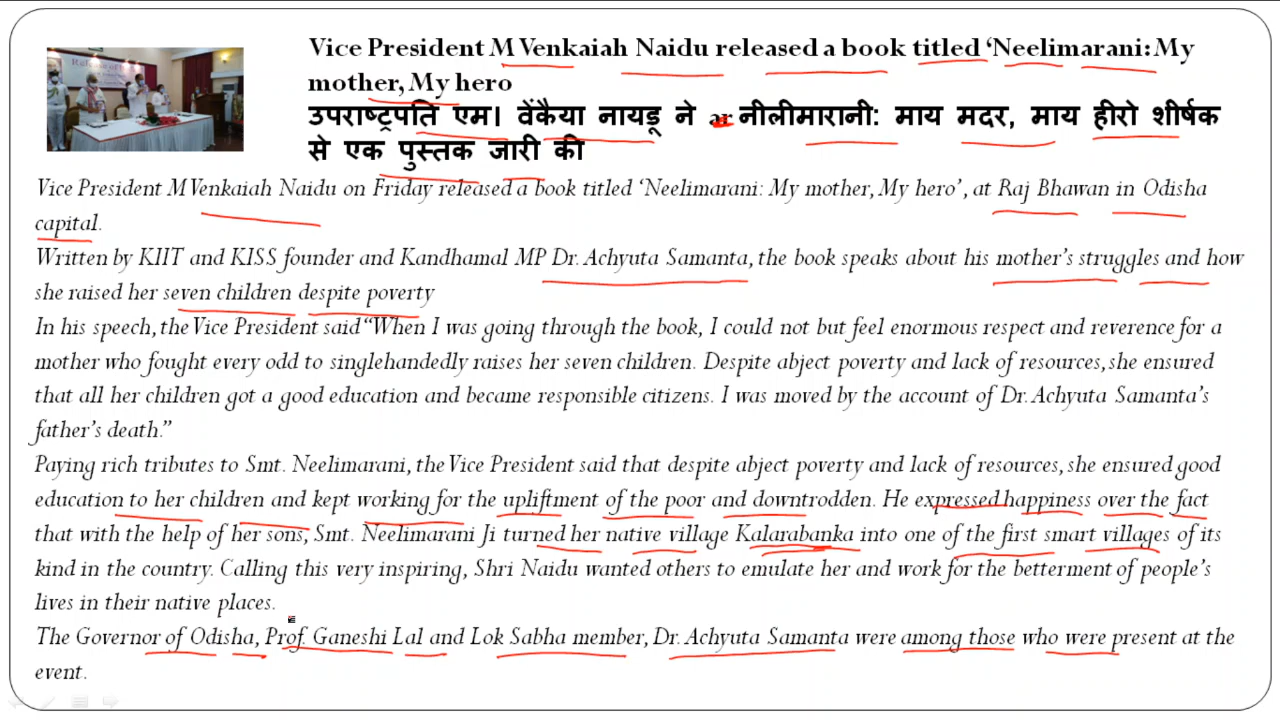 Vice President M Venkaiah Naidu released a book titled ‘Neelimarani: My
mother, My hero
उपराष्ट्रपति एम। वेंकैया नायडू ने ar नीलीमारानी: माय मदर, माय हीरो शीर्षक
से एक पुस्तक जारी की
Vice President M Venkaiah Naidu on Friday released a book titled ‘Neelimarani: My mother, My hero’, at Raj Bhawan in Odisha
capital.
Written by KIIT and KISS founder and Kandhamal MP Dr. Achyuta Samanta, the book speaks about his mother’s struggles and how
she raised her seven children despite poverty
In his speech, the Vice President said “When I was going through the book, I could not but feel enormous respect and reverence for a
mother who fought every odd to singlehandedly raises her seven children. Despite abject poverty and lack of resources, she ensured
that all her children got a good education and became responsible citizens. I was moved by the account of Dr. Achyuta Samanta’s
father’s death.”
Paying rich tributes to Smt. Neelimarani, the Vice President said that despite abject poverty and lack of resources, she ensured good
education to her children and kept working for the upliftment of the poor and downtrodden. He expressed happiness over the fact
that with the help of her sons, Smt. Neelimarani Ji turned her native village Kalarabanka into one of the first smart villages of its
kind in the country. Calling this very inspiring, Shri Naidu wanted others to emulate her and work for the betterment of people’s
lives in their native places.
The Governor of Odisha, Prof. Ganeshi Lal and Lok Sabha member, Dr. Achyuta Samanta were among those who were present at the
event.